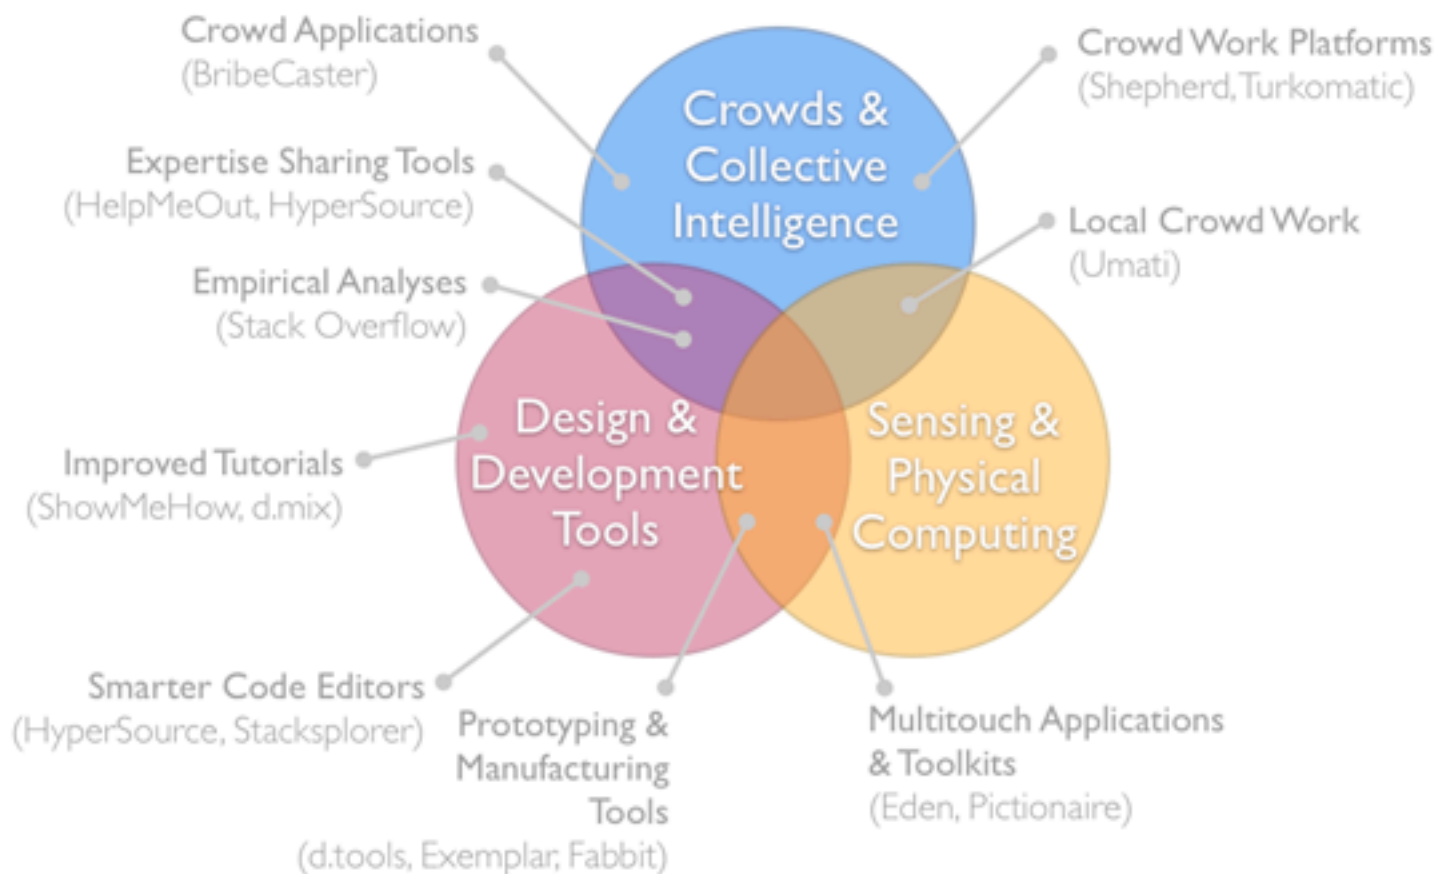 Crowd Applications
(BribeCaster)
Crowd Work Platforms
(Shepherd, Turkomatic)
Crowds &
Collective
Intelligence
Expertise Sharing Tools
(HelpMeOut, HyperSource)
Local Crowd Work
(Umati)
Empirical Analyses
(Stack Overflow)
Design &
Development
Tools
Sensing &
Physical
Computing
Improved Tutorials
(ShowMeHow, d.mix)
Smarter Code Editors
(HyperSource, Stacksplorer)
Prototyping &
Manufacturing
Tools
(d.tools, Exemplar, Fabbit)
Multitouch Applications
& Toolkits
(Eden, Pictionaire)